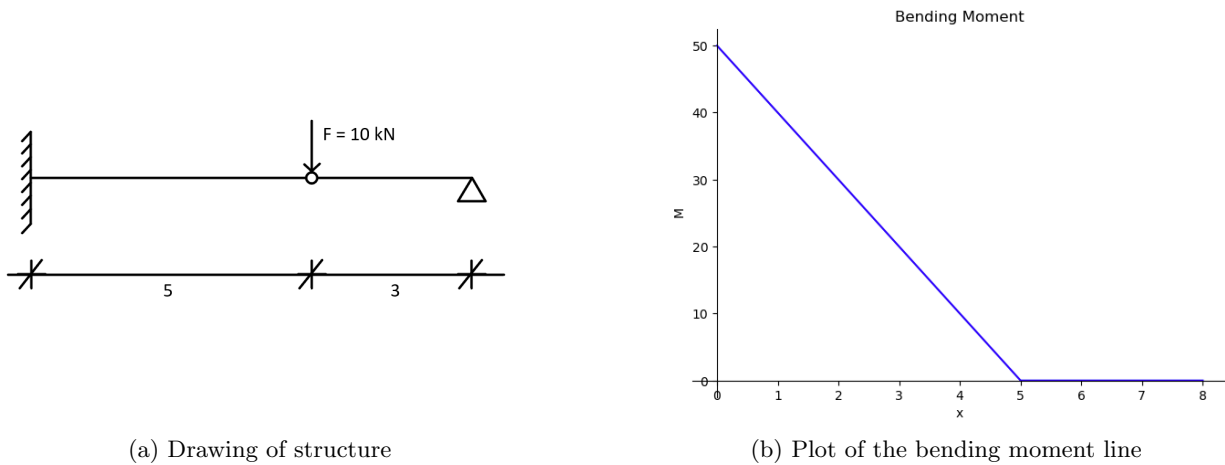 F = 10 kN
5
3
(a) Drawing of structure
Bending Moment
50
40
30
20
10
0
M
0
1
2
3
4
5
6
7
8
x
(b) Plot of the bending moment line